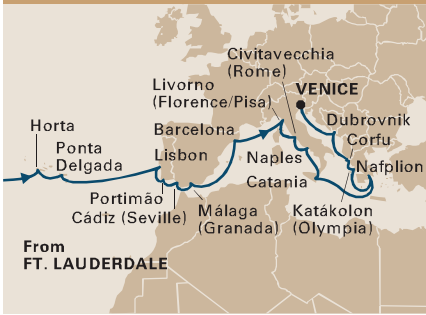 Civitavecchia
(Rome)
Livorno
(Florence/Pisa)
VENICE
Horta
Ponta
Delgada
Barcelona
Lisbon
Dubrovnik
Corfu
Naples
Nafplion
Catania
Portimão
Cádiz (Seville)
Málaga
(Granada)
Katákolon
(Olympia)
From
FT. LAUDERDALE